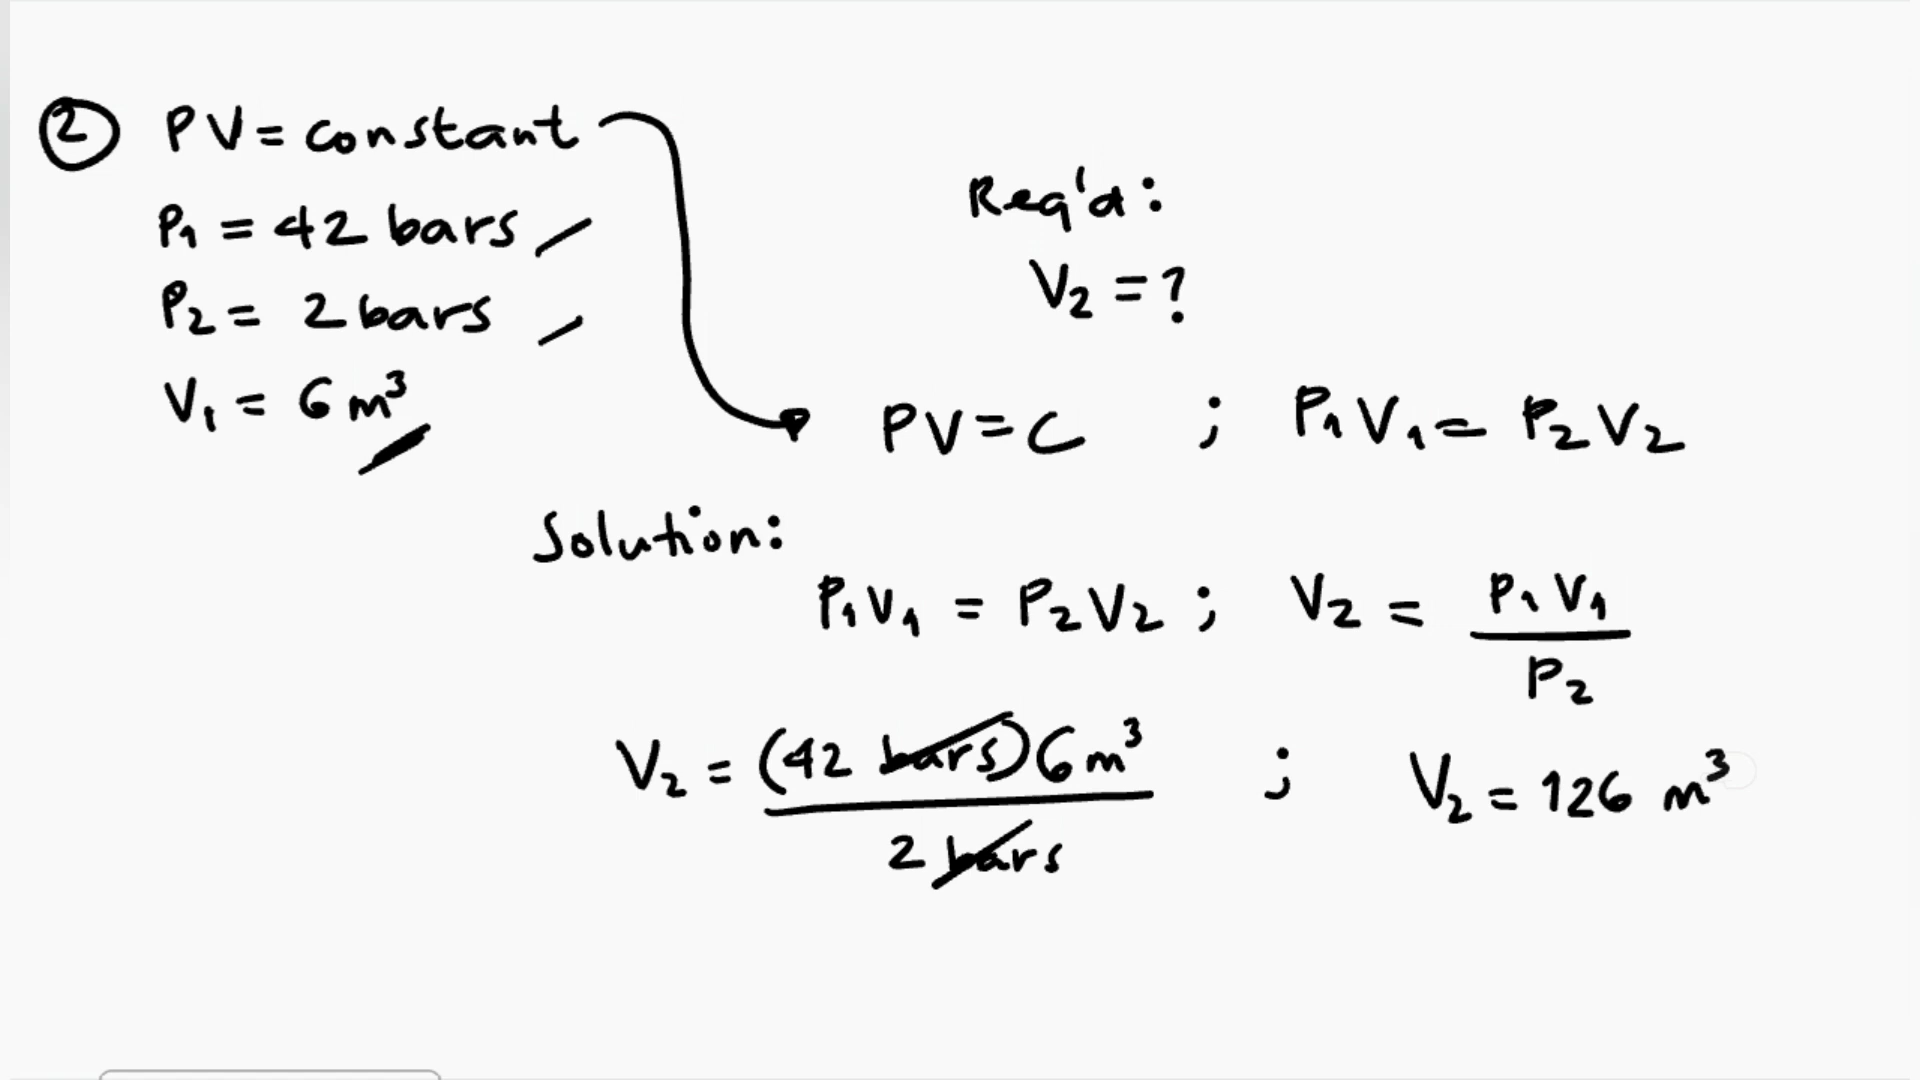 ② PV = constant
P₁ = 42 bars
P₂ = 2 bars
V₁ = 6 m³
Req'd:
V₂ = ?
PV = C ; P₁V₁ = P₂V₂
Solution:
P₁V₁ = P₂V₂ ; V₂ = P₁V₁ / P₂
V₂ = (42 bars) 6 m³ / 2 bars ; V₂ = 126 m³